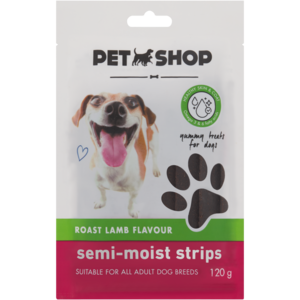 PET SHOP
yummy treats
for dogs
ROAST LAMB FLAVOUR
semi-moist strips
SUITABLE FOR ALL ADULT DOG BREEDS
120 g